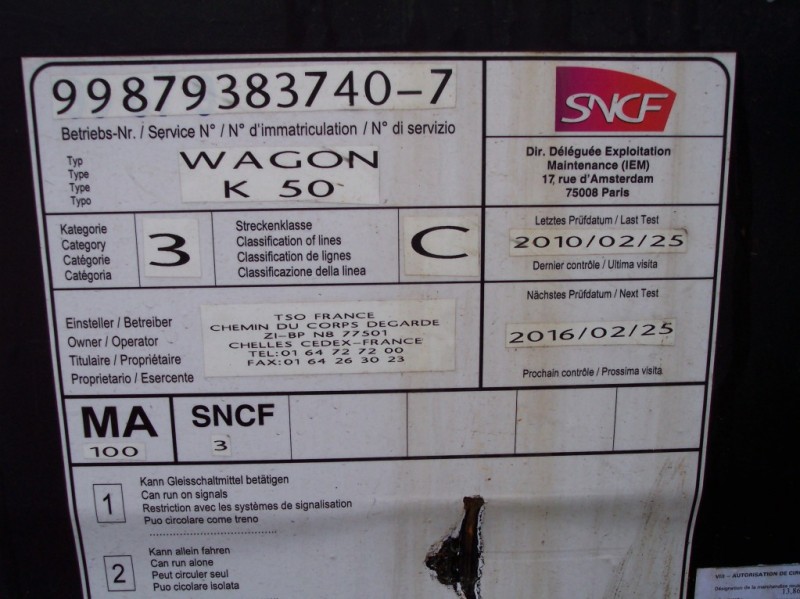 99879383740-7
Betriebs-Nr. / Service N° / N° d'immatriculation / N° di servizio
Typ
Type
Type
Typo
WAGON
K 50
SNCF
Dir. Déléguée Exploitation
Maintenance (IEM)
17, rue d'Amsterdam
75008 Paris
Kategorie
Category
Catégorie
Catégoria
3
Streckenklasse
Classification of lines
Classification de lignes
Classificazione della linea
C
Letztes Prüfdatum / Last Test
2010/02/25
Dernier contrôle / Ultima visita
Einsteller / Betreiber
Owner / Operator
Titulaire / Propriétaire
Proprietario / Esercente
TSO FRANCE
CHEMIN DU CORPS DEGARDE
ZI-BP N8 77501
CHELLES CEDEX-FRANCE
TEL:01 64 72 72 00
FAX:01 64 26 30 23
Nächstes Prüfdatum / Next Test
2016/02/25
Prochain contrôle / Prossima visita
MA
100
SNCF
3
1
Kann Gleisschaltmittel betätigen
Can run on signals
Restriction avec les systèmes de signalisation
Puo circolare come treno
2
Kann allein fahren
Can run alone
Peut circuler seul
Puo cicolare isolata
VIII – AUTORISATION DE CIR